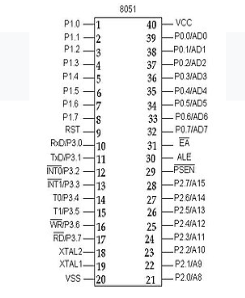 8051
P1.0 1 40 VCC
P1.1 2 39 P0.0/AD0
P1.2 3 38 P0.1/AD1
P1.3 4 37 P0.2/AD2
P1.4 5 36 P0.3/AD3
P1.5 6 35 P0.4/AD4
P1.6 7 34 P0.5/AD5
P1.7 8 33 P0.6/AD6
RST 9 32 P0.7/AD7
RxD/P3.0 10 31 EA
TxD/P3.1 11 30 ALE
INT0/P3.2 12 29 PSEN
INT1/P3.3 13 28 P2.7/A15
T0/P3.4 14 27 P2.6/A14
T1/P3.5 15 26 P2.5/A13
WR/P3.6 16 25 P2.4/A12
RD/P3.7 17 24 P2.3/A11
XTAL2 18 23 P2.2/A10
XTAL1 19 22 P2.1/A9
VSS 20 21 P2.0/A8